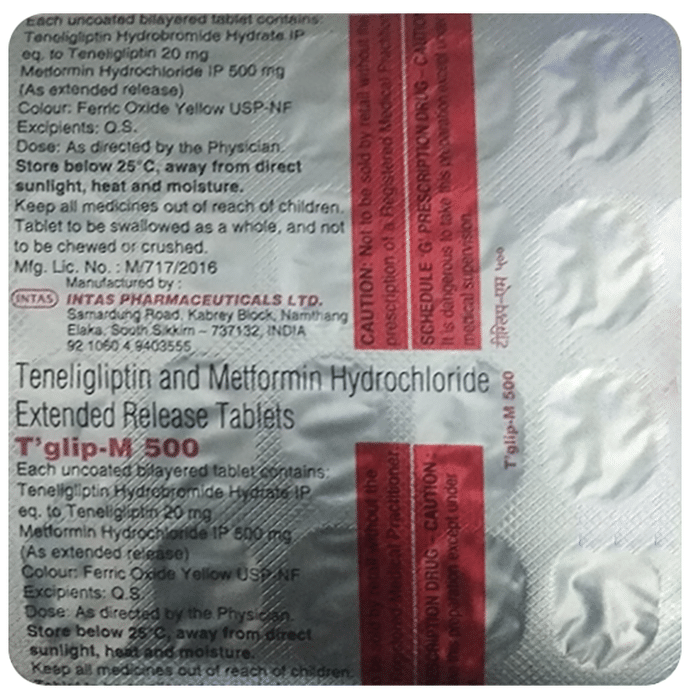 Each uncoated bilayered tablet contains:
Teneligliptin Hydrobromide Hydrate IP
eq. to Teneligliptin 20 mg
Metformin Hydrochloride IP 500 mg
(As extended release)
Colour: Ferric Oxide Yellow USP-NF
Excipients: Q.S.
Dose: As directed by the Physician.
Store below 25°C, away from direct
sunlight, heat and moisture.
Keep all medicines out of reach of children.
Tablet to be swallowed as a whole, and not
to be chewed or crushed.
Mfg. Lic. No. : M/717/2016
Manufactured by :
INTAS INTAS PHARMACEUTICALS LTD.
Samardung Road, Kabrey Block, Namthang
Elaka, South Sikkim – 737132, INDIA
92 1060 4 9403555
Teneligliptin and Metformin Hydrochloride
Extended Release Tablets
T'glip-M 500
Each uncoated bilayered tablet contains:
Teneligliptin Hydrobromide Hydrate IP
eq. to Teneligliptin 20 mg
Metformin Hydrochloride IP 500 mg
(As extended release)
Colour: Ferric Oxide Yellow USP-NF
Excipients: Q.S.
Dose: As directed by the Physician.
Store below 25°C, away from direct
sunlight, heat and moisture.
Keep all medicines out of reach of children.
CAUTION: Not to be sold by retail without the
prescription of a Registered Medical Practitioner.
SCHEDULE 'G' PRESCRIPTION DRUG – CAUTION:
It is dangerous to take this preparation except under
medical supervision.
without the
Medical Practitioner.
DRUG – CAUTION:
preparation except under
टीग्लिप-एम ५००
T'glip-M 500